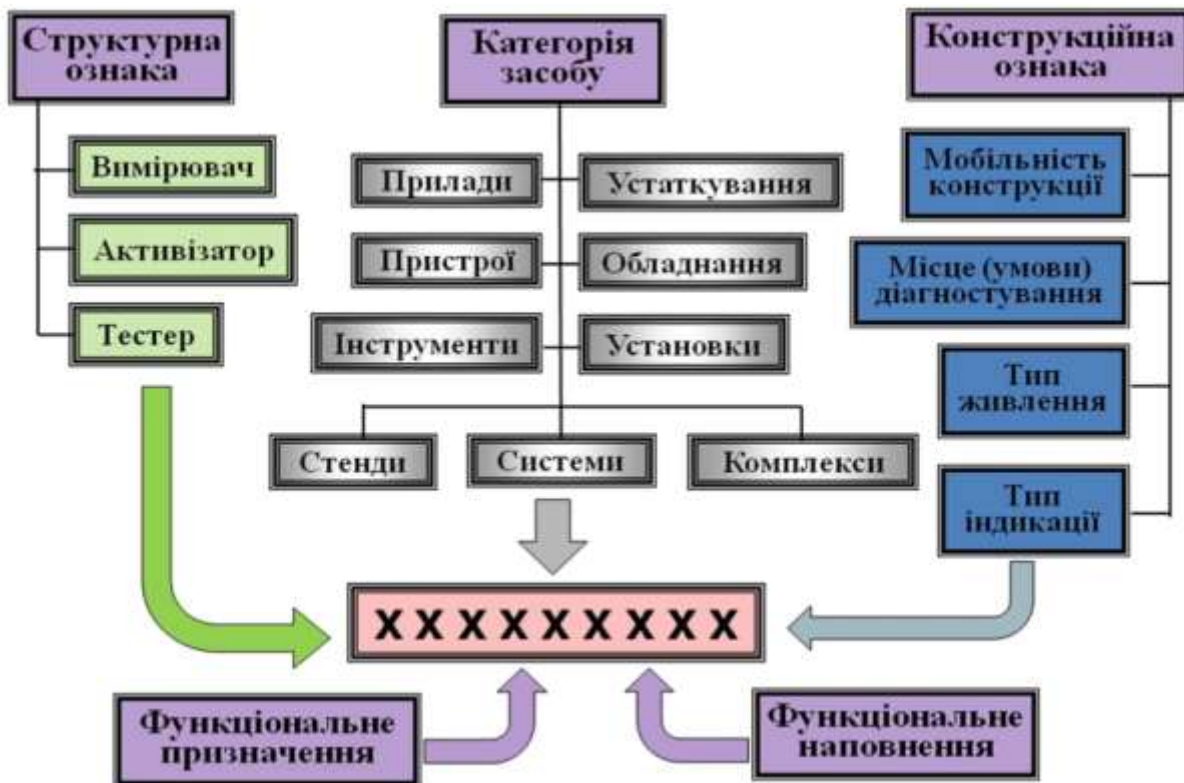 Структурна
ознака
Категорія
засобу
Конструкційна
ознака
Вимірювач
Активізатор
Тестер
Прилади
Устаткування
Пристрої
Обладнання
Інструменти
Установки
Стенди
Системи
Комплекси
Мобільність
конструкції
Місце (умови)
діагностування
Тип
живлення
Тип
індикації
X X X X X X X X X
Функціональне
призначення
Функціональне
наповнення